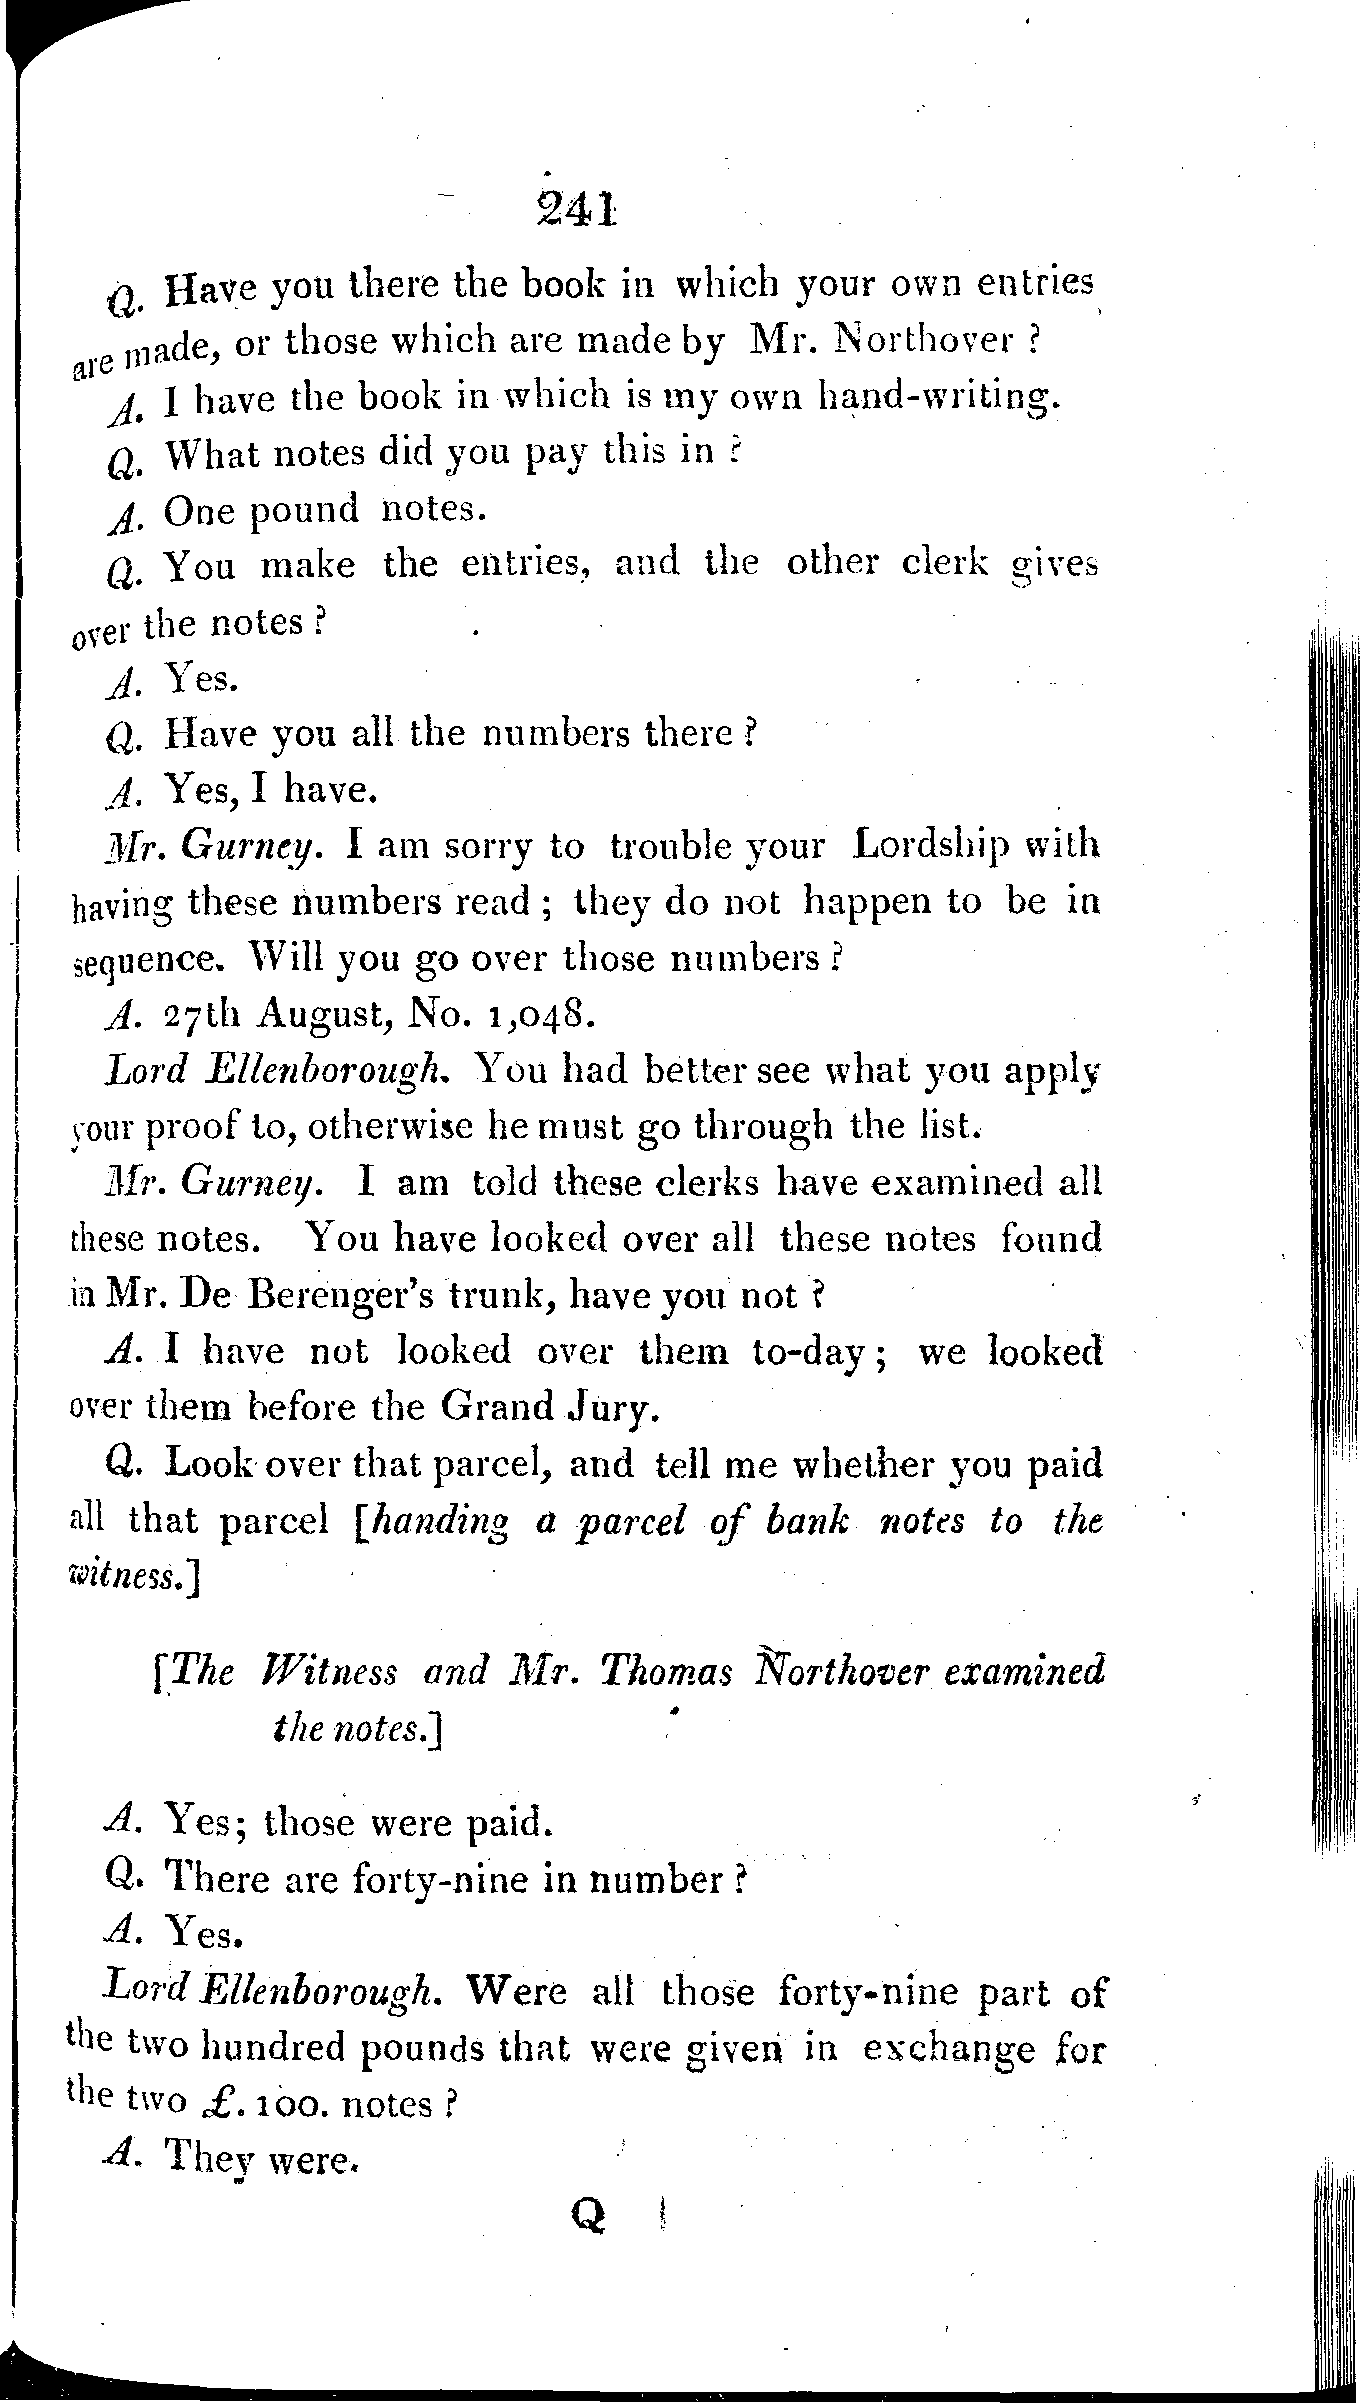 241
Q. Have you there the book in which your own entries
are made, or those which are made by Mr. Northover ?
A. I have the book in which is my own hand-writing.
Q. What notes did you pay this in ?
A. One pound notes.
Q. You make the entries, and the other clerk gives
over the notes ?
A. Yes.
Q. Have you all the numbers there ?
A. Yes, I have.
Mr. Gurney. I am sorry to trouble your Lordship with
having these numbers read ; they do not happen to be in
sequence. Will you go over those numbers ?
A. 27th August, No. 1,048.
Lord Ellenborough. You had better see what you apply
your proof to, otherwise he must go through the list.
Mr. Gurney. I am told these clerks have examined all
these notes. You have looked over all these notes found
in Mr. De Berenger's trunk, have you not ?
A. I have not looked over them to-day ; we looked
over them before the Grand Jury.
Q. Look over that parcel, and tell me whether you paid
all that parcel [handing a parcel of bank notes to the
witness.]
[The Witness and Mr. Thomas Northover examined
the notes.]
A. Yes; those were paid.
Q. There are forty-nine in number ?
A. Yes.
Lord Ellenborough. Were all those forty-nine part of
the two hundred pounds that were given in exchange for
the two £. 100. notes ?
A. They were.
Q